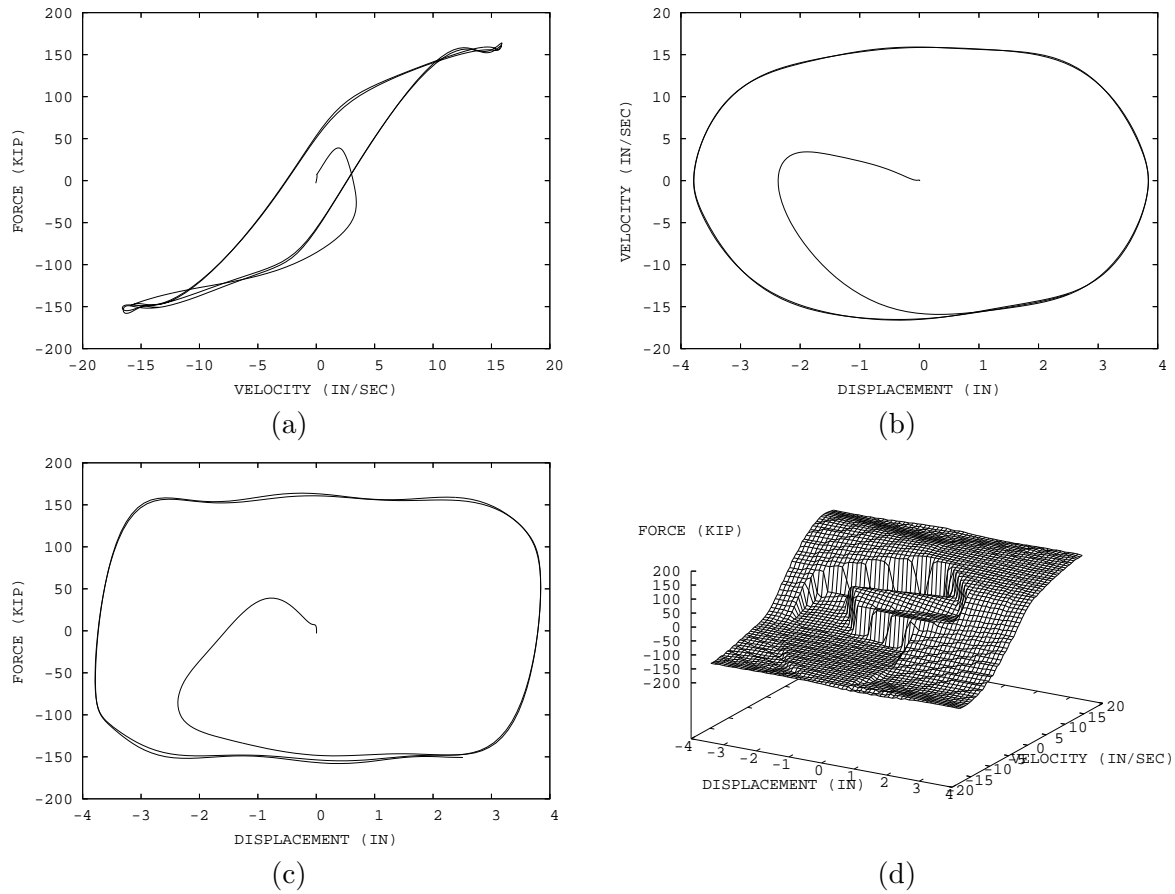 200
150
100
50
0
-50
-100
-150
-200
FORCE (KIP)
-20 -15 -10 -5 0 5 10 15 20
VELOCITY (IN/SEC)
(a)
20
15
10
5
0
-5
-10
-15
-20
VELOCITY (IN/SEC)
-4 -3 -2 -1 0 1 2 3 4
DISPLACEMENT (IN)
(b)
200
150
100
50
0
-50
-100
-150
-200
FORCE (KIP)
-4 -3 -2 -1 0 1 2 3 4
DISPLACEMENT (IN)
(c)
FORCE (KIP)
200
150
100
50
0
-50
-100
-150
-200
-4 -3 -2 -1 0 1 2 3 4
DISPLACEMENT (IN)
-20 -15 -10 -5 0 5 10 15 20
VELOCITY (IN/SEC)
(d)